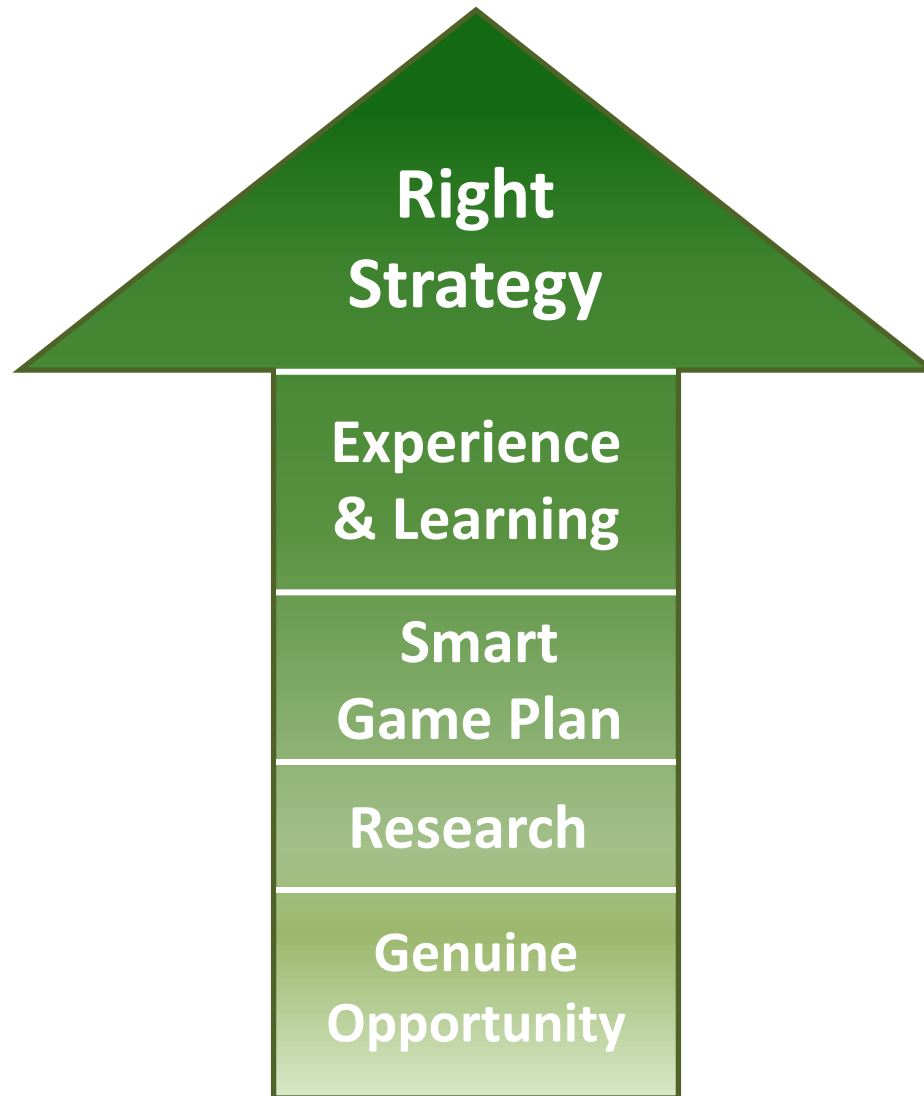 Right
Strategy
Experience
& Learning
Smart
Game Plan
Research
Genuine
Opportunity